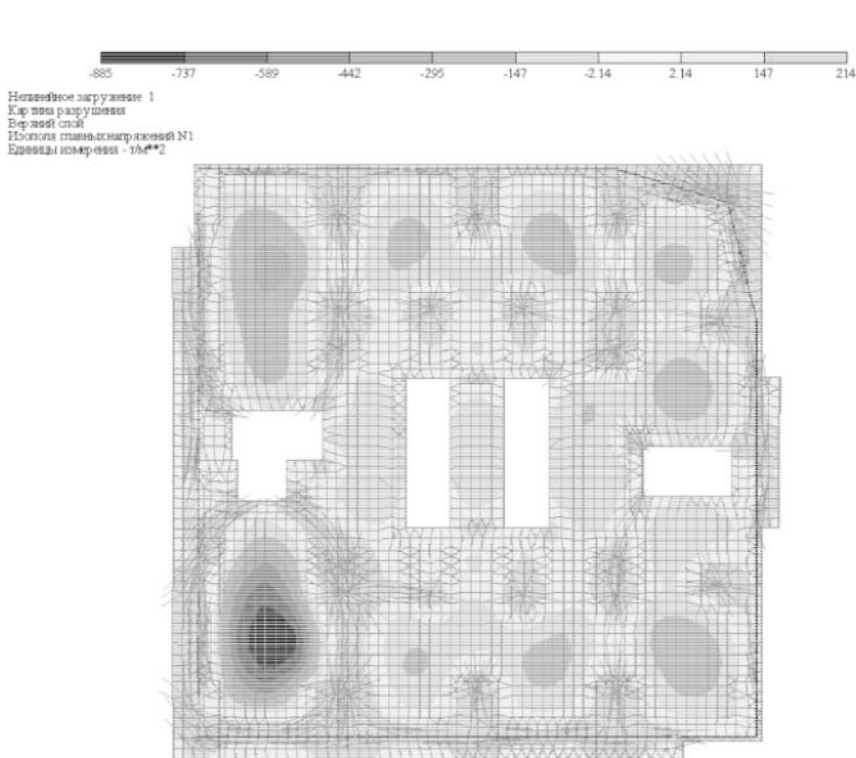 -885 -737 -589 -442 -295 -147 -2.14 2.14 147 214
Нелинейное загружение 1
Картина разрушения
Верхний слой
Изополя главных напряжений N1
Единицы измерения - т/м**2